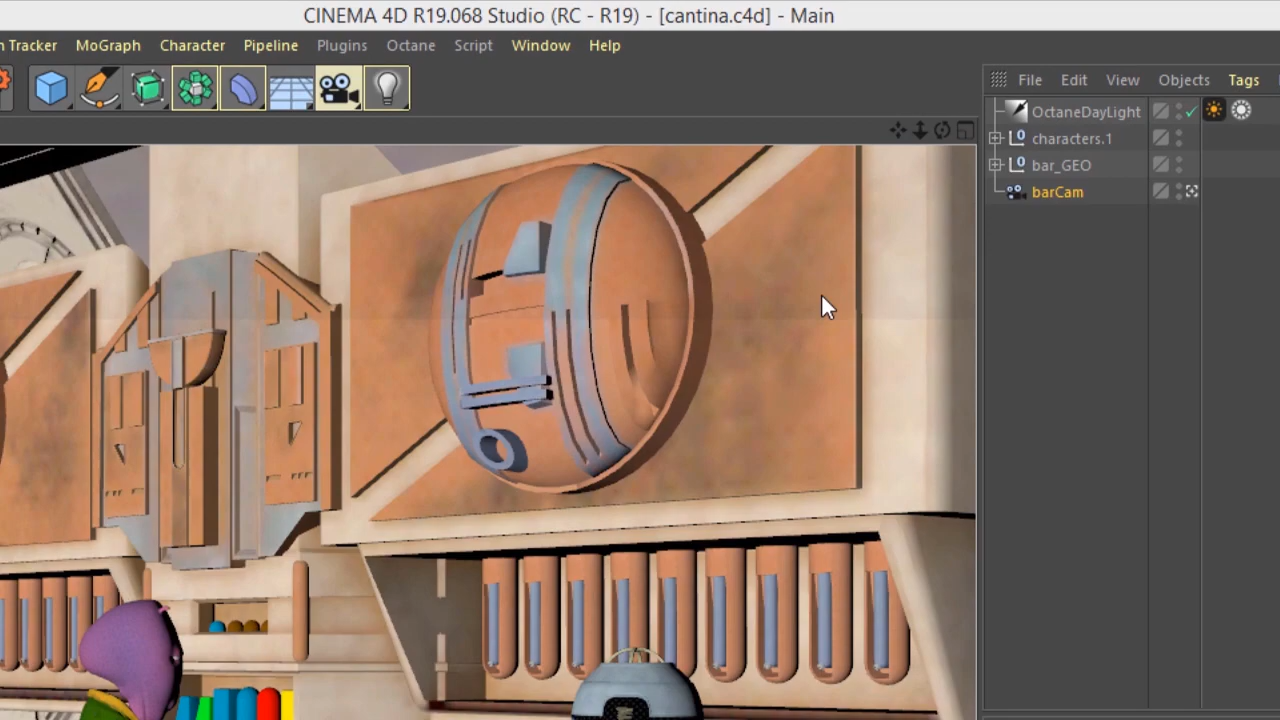 CINEMA 4D R19.068 Studio (RC - R19) - [cantina.c4d] - Main
n Tracker MoGraph Character Pipeline Plugins Octane Script Window Help
File Edit View Objects Tags
OctaneDayLight
characters.1
bar_GEO
barCam